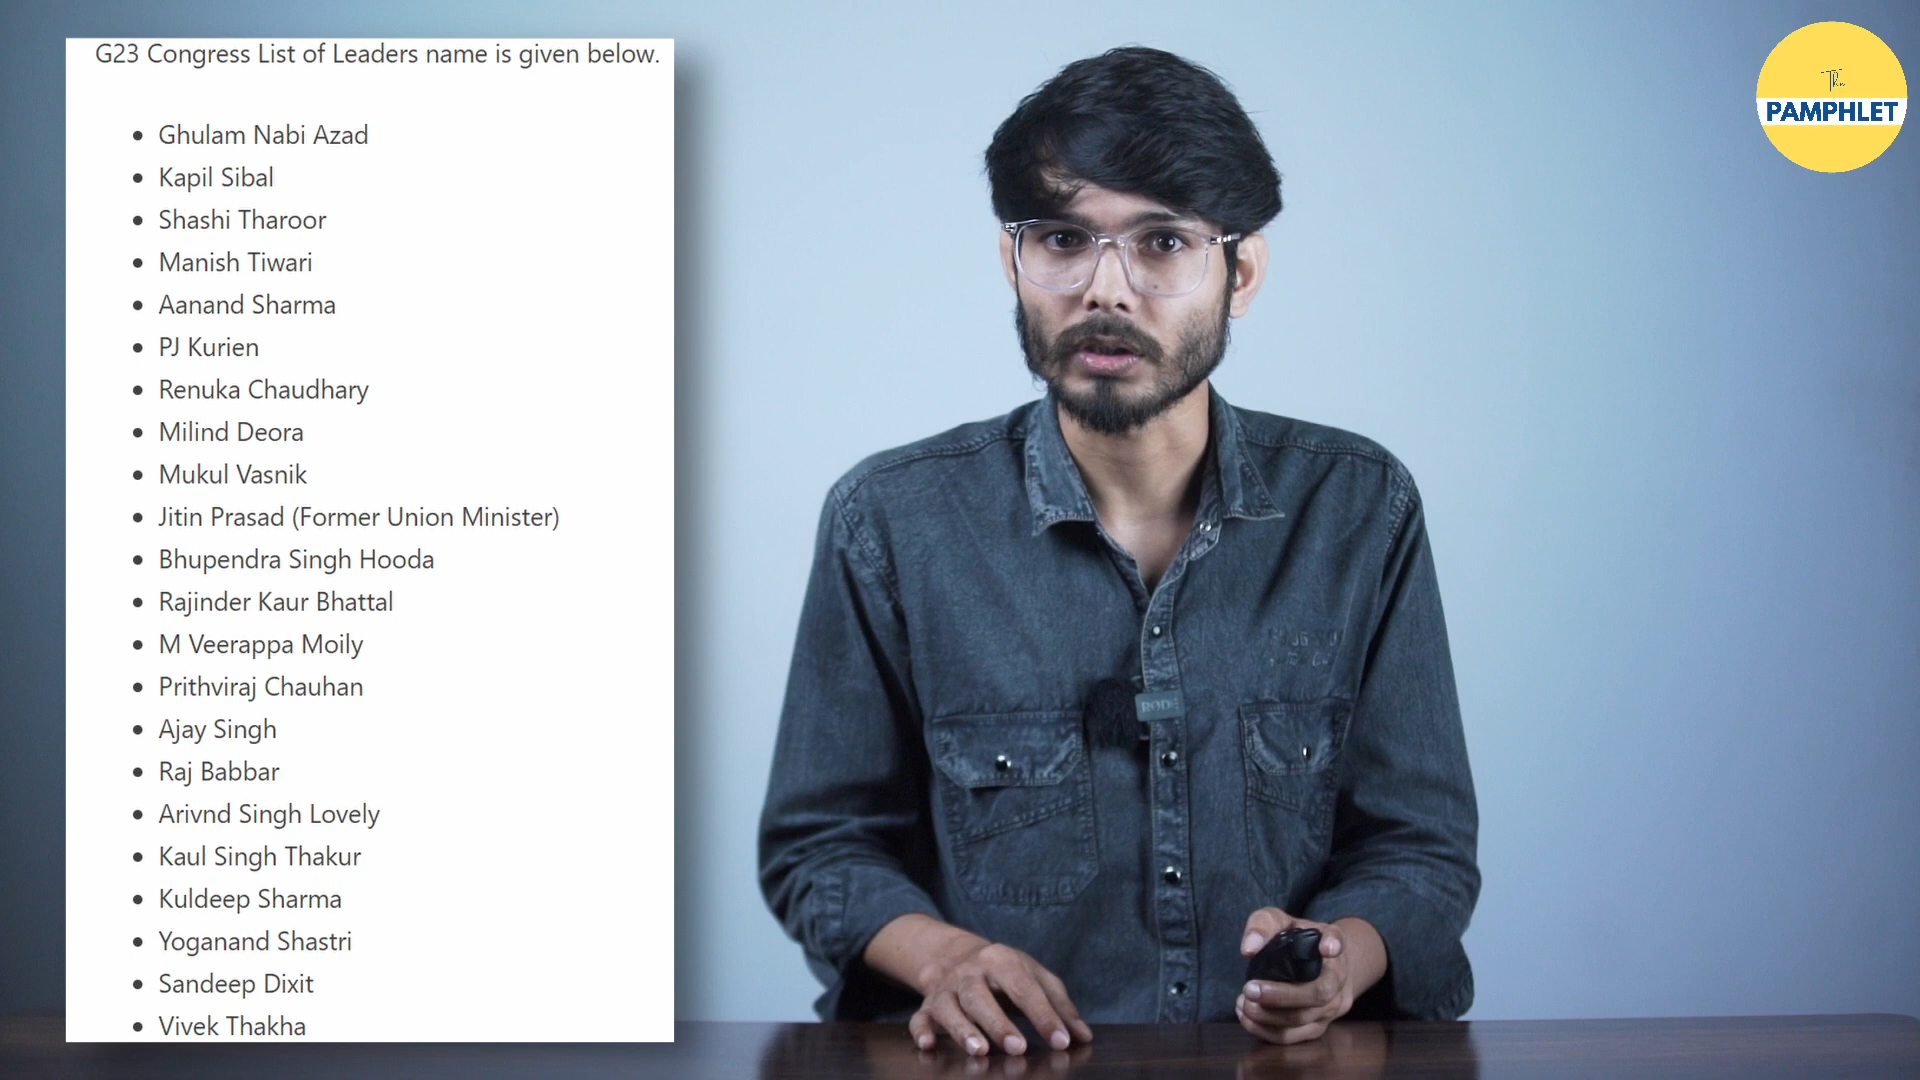 G23 Congress List of Leaders name is given below.
Ghulam Nabi Azad
Kapil Sibal
Shashi Tharoor
Manish Tiwari
Aanand Sharma
PJ Kurien
Renuka Chaudhary
Milind Deora
Mukul Vasnik
Jitin Prasad (Former Union Minister)
Bhupendra Singh Hooda
Rajinder Kaur Bhattal
M Veerappa Moily
Prithviraj Chauhan
Ajay Singh
Raj Babbar
Arivnd Singh Lovely
Kaul Singh Thakur
Kuldeep Sharma
Yoganand Shastri
Sandeep Dixit
Vivek Thakha
The
PAMPHLET
RØDE